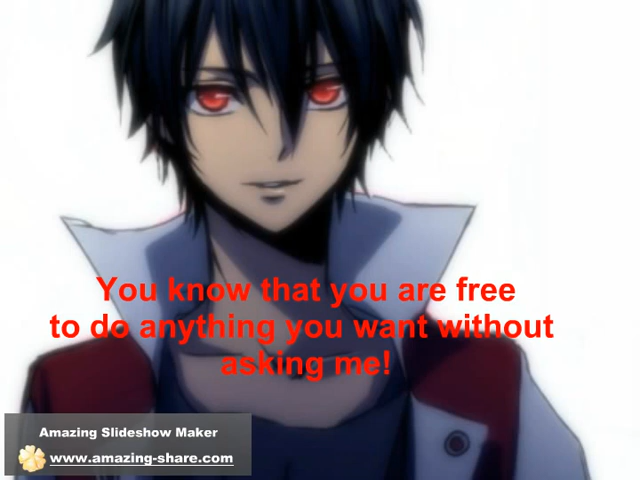 You know that you are free
to do anything you want without
asking me!
Amazing Slideshow Maker
www.amazing-share.com